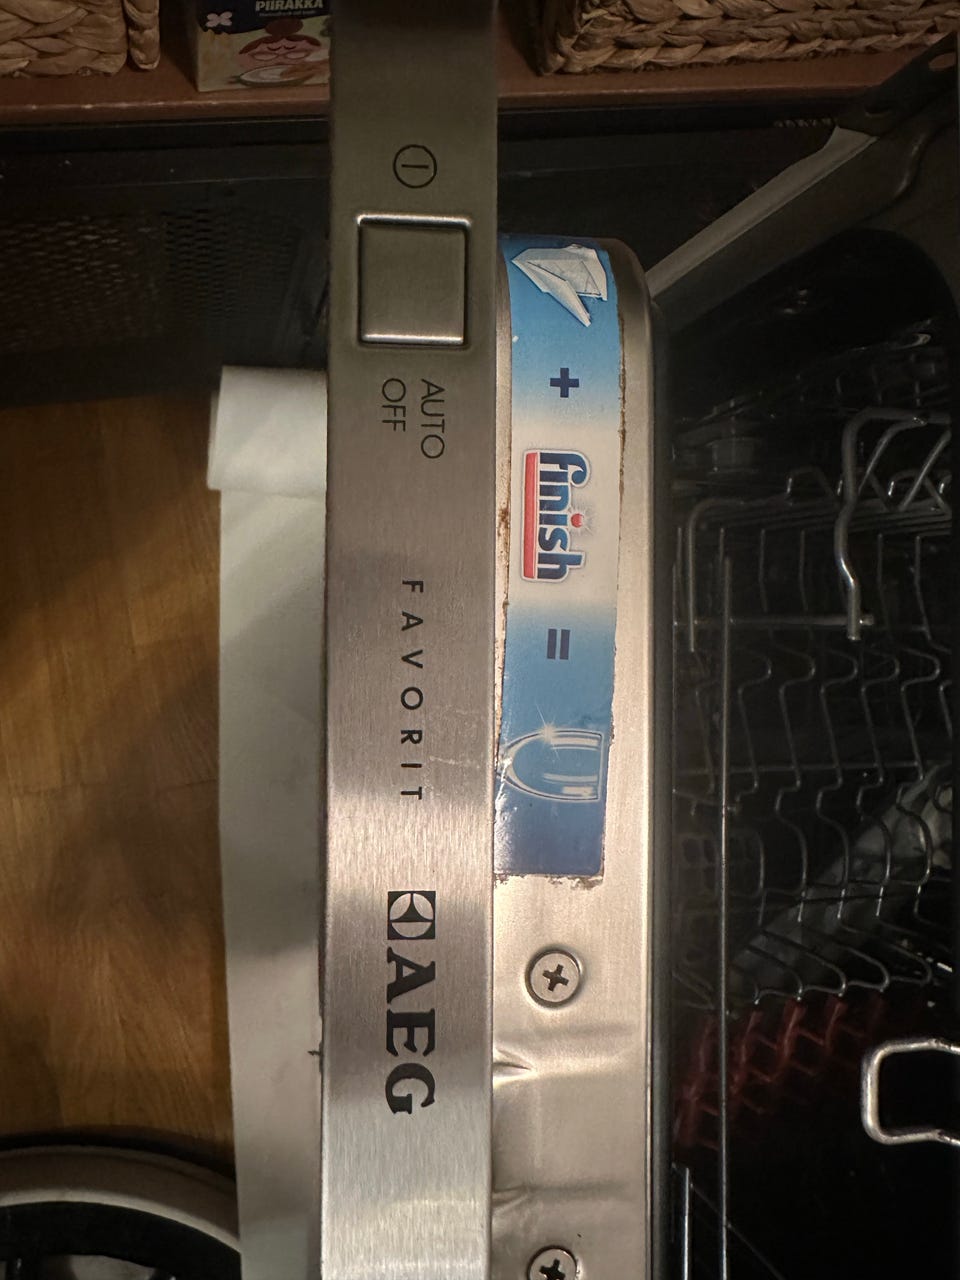 PIIRAKKA
AUTO
OFF
FAVORIT
AEG
+
finish
=